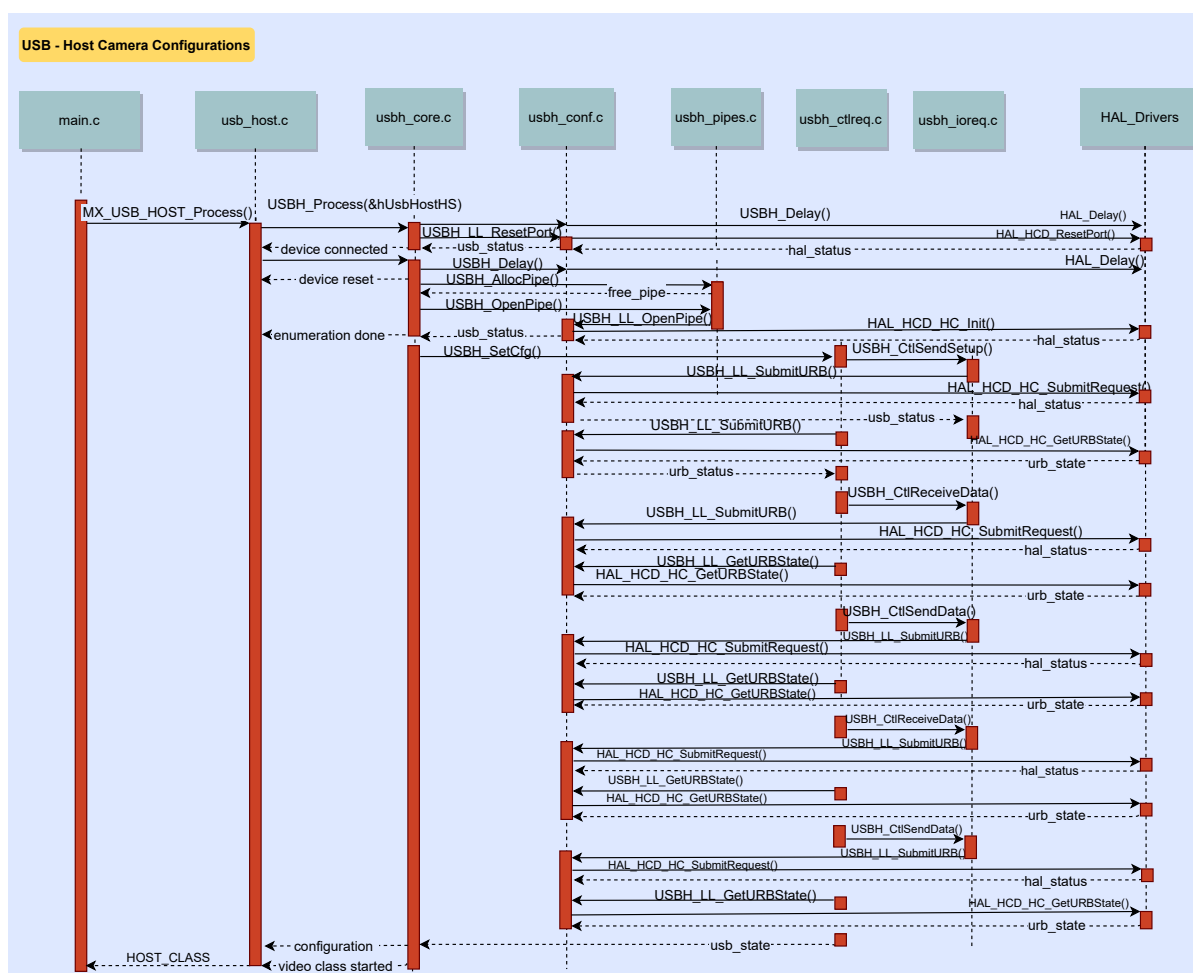 USB - Host Camera Configurations
main.c
usb_host.c
usbh_core.c
usbh_conf.c
usbh_pipes.c
usbh_ctlreq.c
usbh_ioreq.c
HAL_Drivers
MX_USB_HOST_Process()
USBH_Process(&hUsbHostHS)
USBH_Delay()
HAL_Delay()
USBH_LL_ResetPort()
HAL_HCD_ResetPort()
device connected
usb_status
hal_status
USBH_Delay()
HAL_Delay()
device reset
USBH_AllocPipe()
free_pipe
USBH_OpenPipe()
USBH_LL_OpenPipe()
HAL_HCD_HC_Init()
enumeration done
usb_status
hal_status
USBH_SetCfg()
USBH_CtlSendSetup()
USBH_LL_SubmitURB()
HAL_HCD_HC_SubmitRequest()
hal_status
usb_status
USBH_LL_SubmitURB()
HAL_HCD_HC_GetURBState()
urb_state
urb_status
USBH_CtlReceiveData()
USBH_LL_SubmitURB()
HAL_HCD_HC_SubmitRequest()
hal_status
USBH_LL_GetURBState()
HAL_HCD_HC_GetURBState()
urb_state
USBH_CtlSendData()
USBH_LL_SubmitURB()
HAL_HCD_HC_SubmitRequest()
hal_status
USBH_LL_GetURBState()
HAL_HCD_HC_GetURBState()
urb_state
USBH_CtlReceiveData()
USBH_LL_SubmitURB()
HAL_HCD_HC_SubmitRequest()
hal_status
USBH_LL_GetURBState()
HAL_HCD_HC_GetURBState()
urb_state
USBH_CtlSendData()
USBH_LL_SubmitURB()
HAL_HCD_HC_SubmitRequest()
hal_status
USBH_LL_GetURBState()
HAL_HCD_HC_GetURBState()
urb_state
configuration
usb_state
HOST_CLASS
video class started